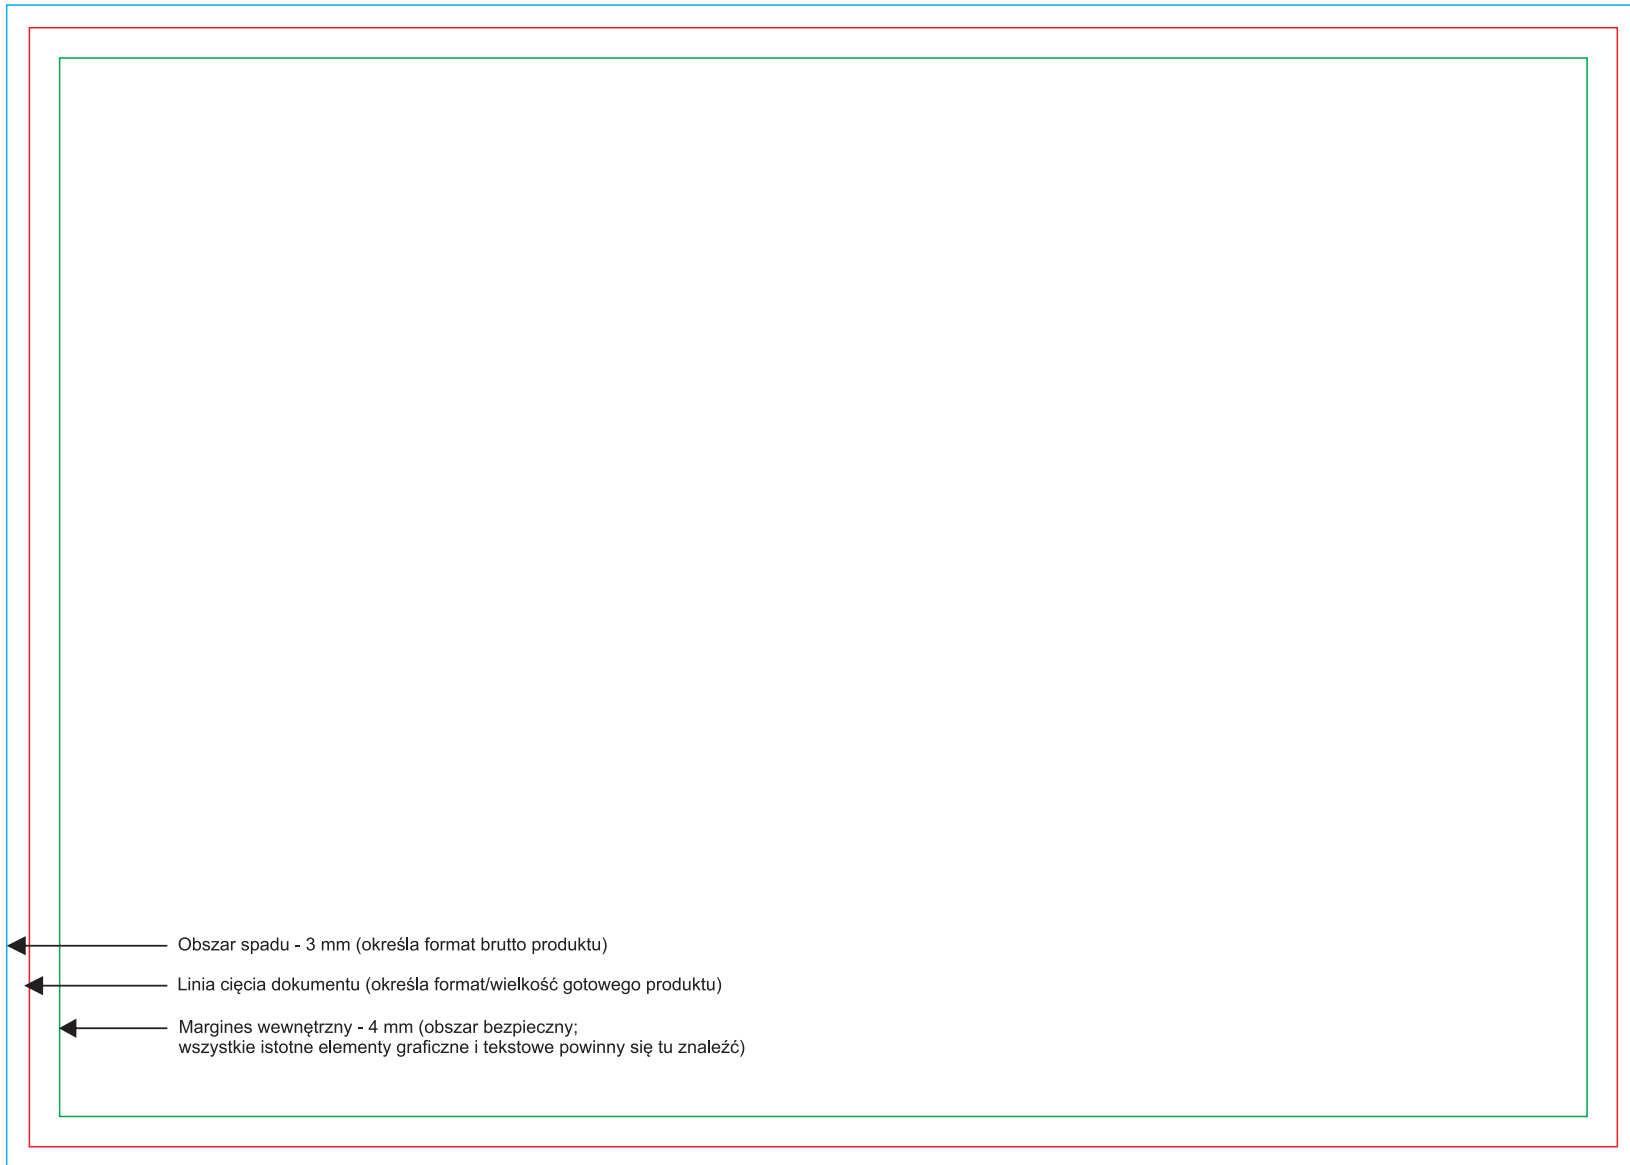 Obszar spadu - 3 mm (określa format brutto produktu)
Linia cięcia dokumentu (określa format/wielkość gotowego produktu)
Margines wewnętrzny - 4 mm (obszar bezpieczny;
wszystkie istotne elementy graficzne i tekstowe powinny się tu znaleźć)